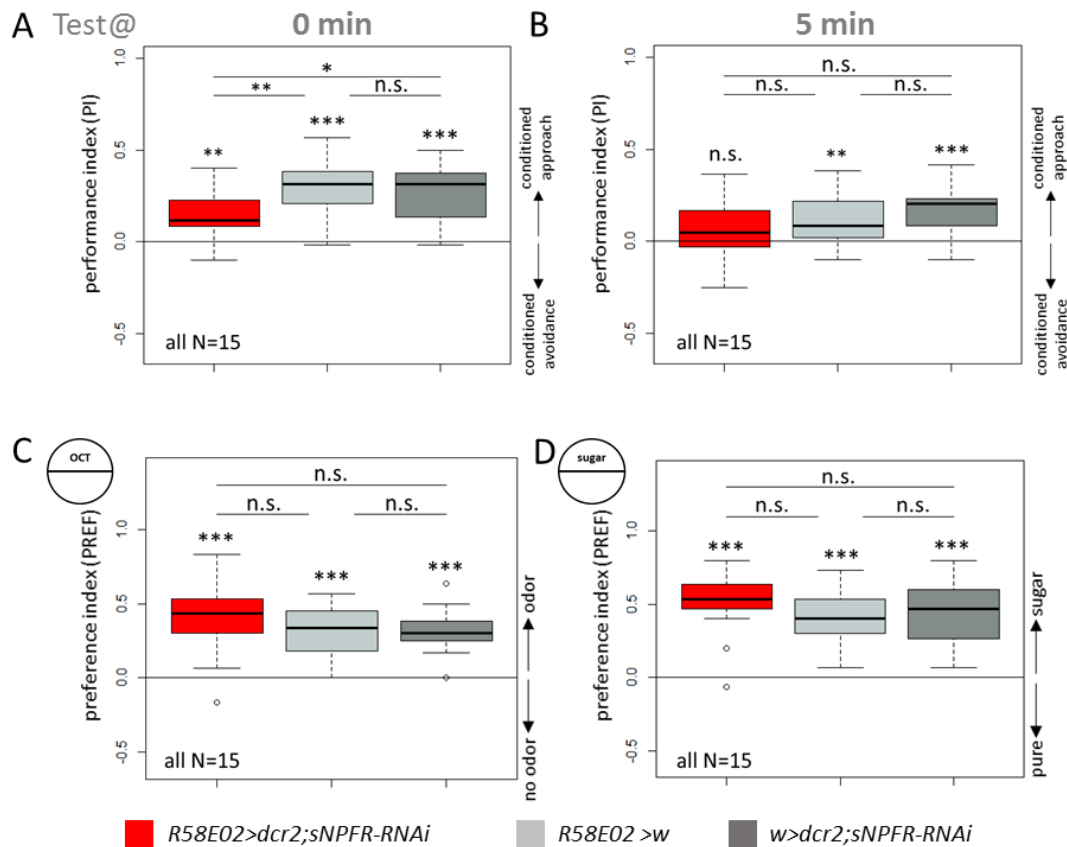 A Test@ 0 min
performance index (PI)
1.0
0.5
0.0
-0.5
*
**
n.s.
**
***
***
all N=15
conditioned
approach
conditioned
avoidance
B 5 min
performance index (PI)
1.0
0.5
0.0
-0.5
n.s.
n.s.
n.s.
n.s.
**
***
all N=15
conditioned
approach
conditioned
avoidance
C OCT
preference index (PREF)
1.0
0.5
0.0
-0.5
n.s.
n.s.
n.s.
***
***
***
all N=15
odor
no odor
D sugar
preference index (PREF)
1.0
0.5
0.0
-0.5
n.s.
n.s.
n.s.
***
***
***
all N=15
sugar
pure
R58E02>dcr2;sNPFR-RNAi R58E02 >w w>dcr2;sNPFR-RNAi